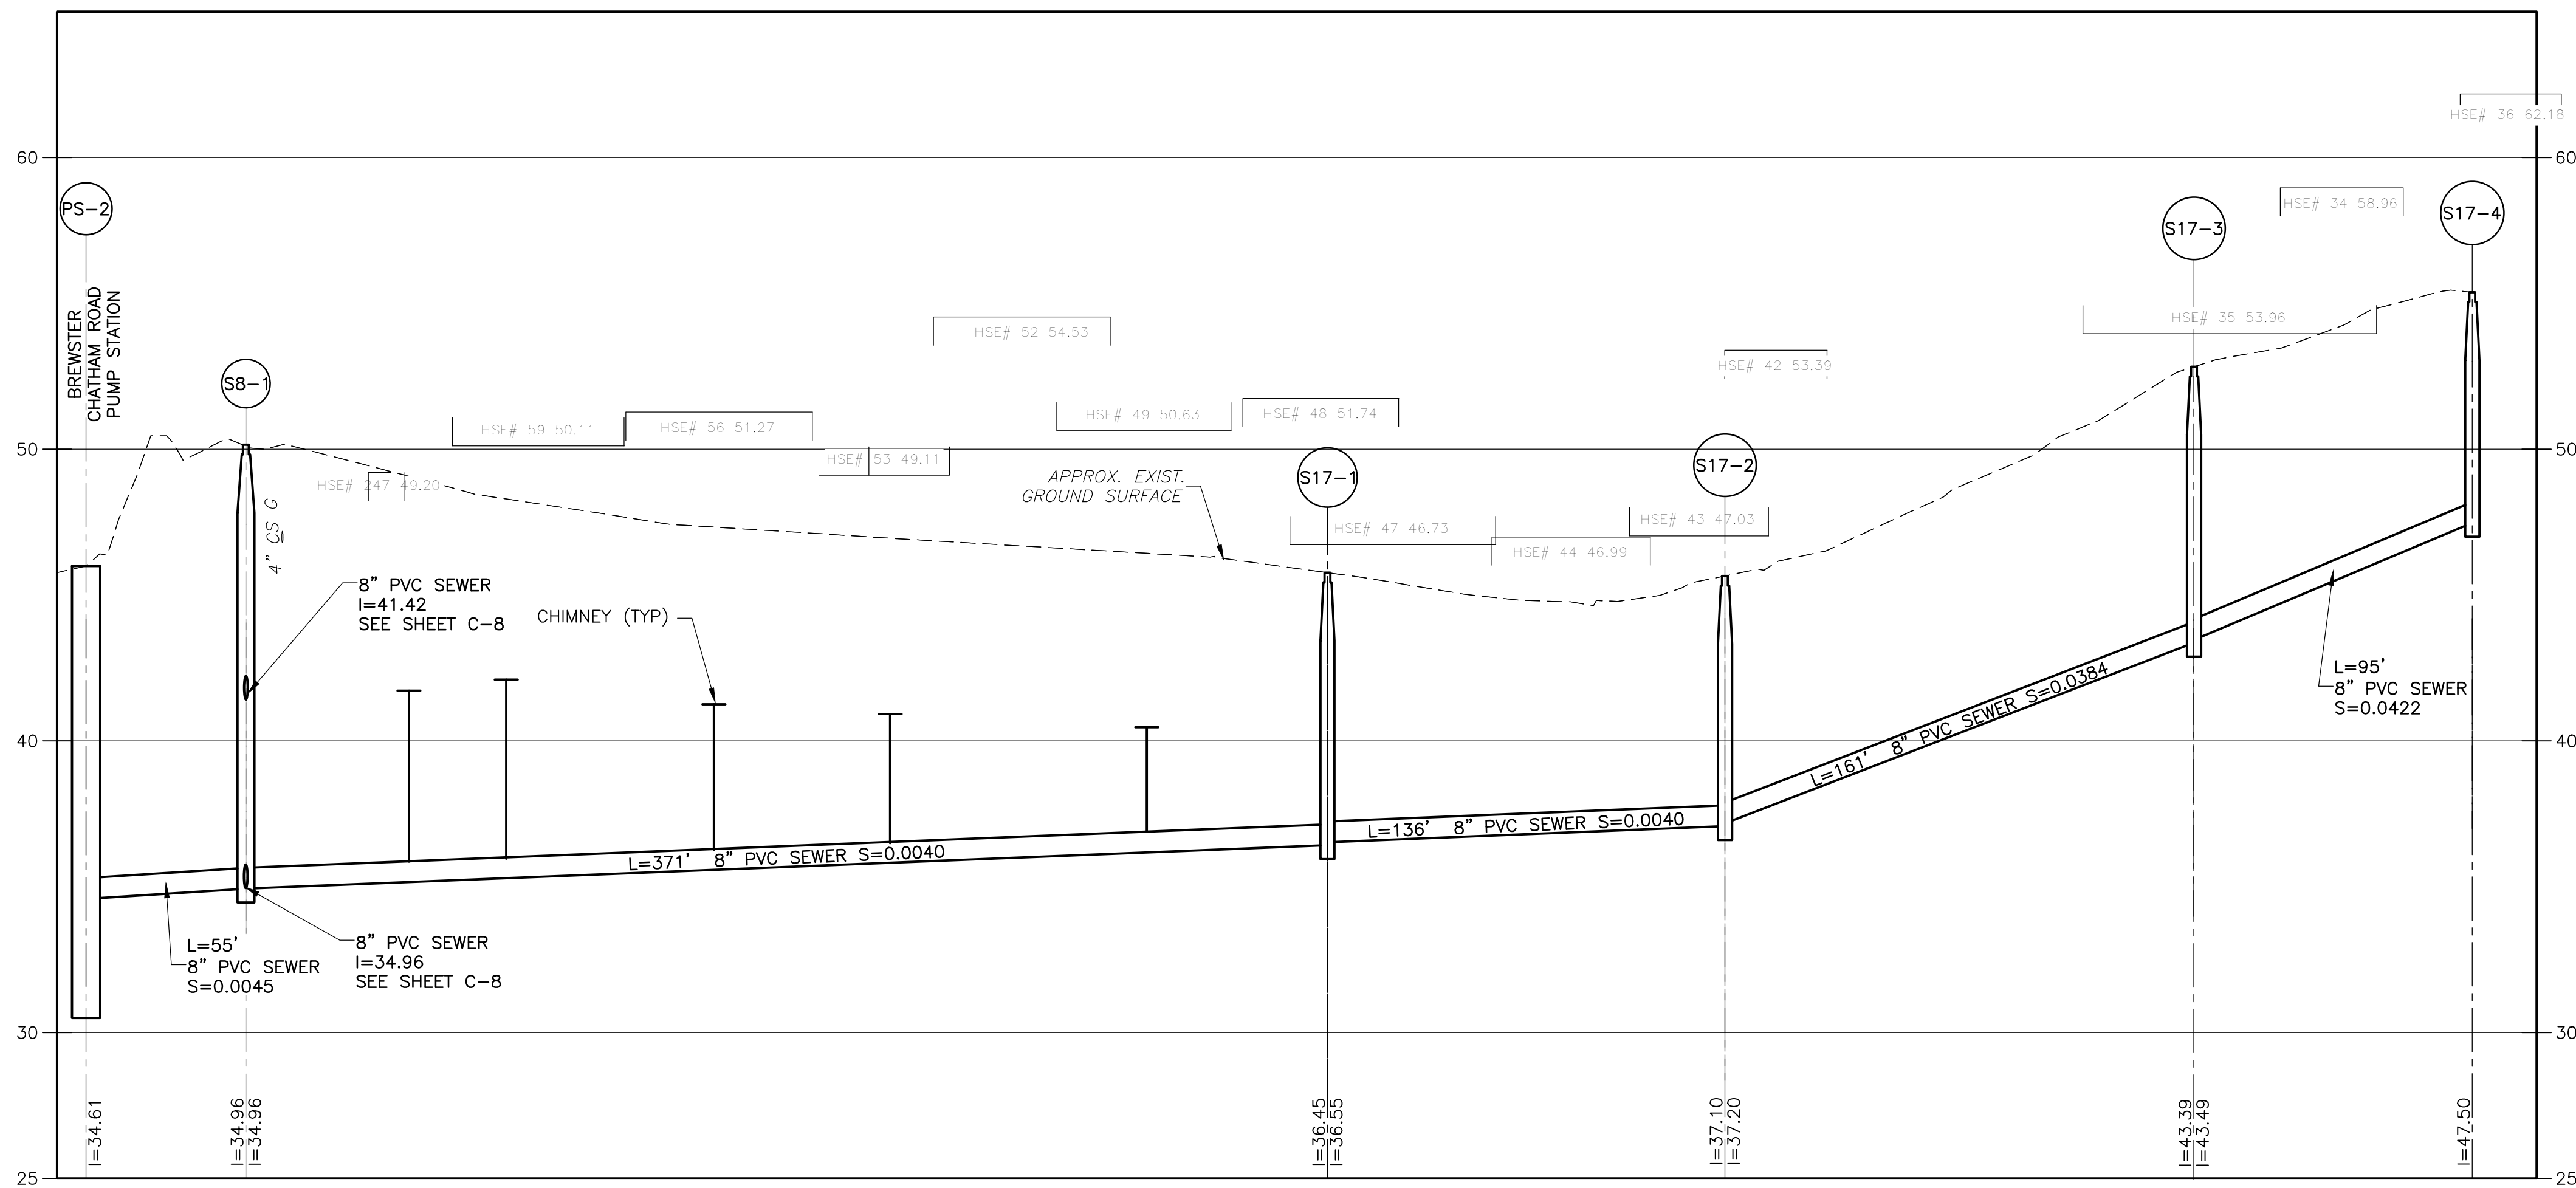 HSE# 36 62.18
60
60
PS-2
HSE# 34 58.96
S17-4
S17-3
BREWSTER
CHATHAM ROAD
PUMP STATION
HSE# 35 53.96
HSE# 52 54.53
HSE# 42 53.39
S8-1
HSE# 59 50.11
HSE# 56 51.27
HSE# 49 50.63
HSE# 48 51.74
50
50
HSE# 53 49.11
S17-1
S17-2
HSE# 247 49.20
APPROX. EXIST.
GROUND SURFACE
4" CS G
HSE# 47 46.73
HSE# 44 46.99
HSE# 43 47.03
8" PVC SEWER
I=41.42
SEE SHEET C-8
CHIMNEY (TYP)
L=95'
8" PVC SEWER
S=0.0422
40
40
L=161' 8" PVC SEWER S=0.0384
L=136' 8" PVC SEWER S=0.0040
L=371' 8" PVC SEWER S=0.0040
L=55'
8" PVC SEWER
S=0.0045
8" PVC SEWER
I=34.96
SEE SHEET C-8
30
30
I=34.61
I=34.96
I=34.96
I=36.45
I=36.55
I=37.10
I=37.20
I=43.39
I=43.49
I=47.50
25
25